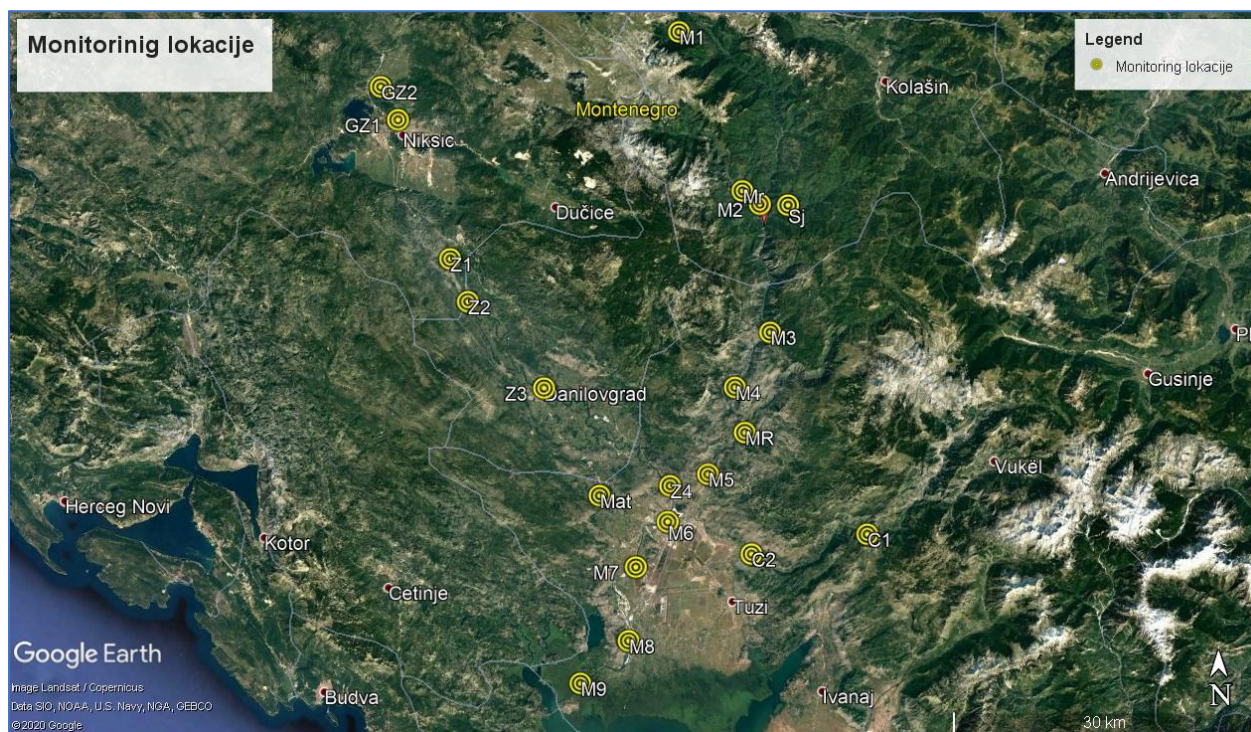 Monitorinig lokacije
Legend
Monitoring lokacije
M1
Kolašin
GZ2
Montenegro
GZ1
Niksic
Andrijevica
Mr
M2
Sj
Dučice
Z1
Z2
M3
Gusinje
Z3
Danilovgrad
M4
MR
Vukël
M5
Z4
Mat
Herceg Novi
M6
C1
Kotor
C2
M7
Cetinje
Tuzi
M8
Google Earth
M9
Image Landsat / Copernicus
Budva
Ivanaj
N
Data SIO, NOAA, U.S. Navy, NGA, GEBCO
©2020 Google
30 km